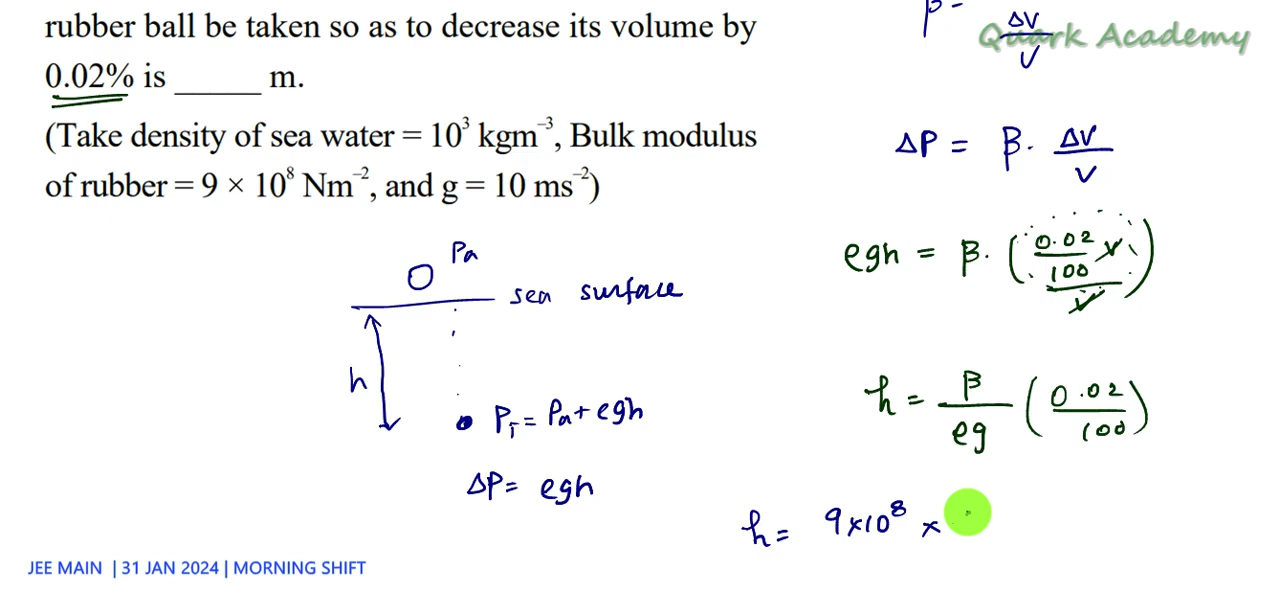 rubber ball be taken so as to decrease its volume by
0.02% is ______ m.
(Take density of sea water = 10³ kgm⁻³, Bulk modulus
of rubber = 9 × 10⁸ Nm⁻², and g = 10 ms⁻²)
Pa
sea surface
h
P_T = Pa + ρgh
ΔP = ρgh
β = ΔV/V
Quark Academy
ΔP = β. ΔV/V
ρgh = β. (0.02/100 V / V)
h = β/ρg (0.02/100)
h = 9×10⁸ ×
JEE MAIN | 31 JAN 2024 | MORNING SHIFT